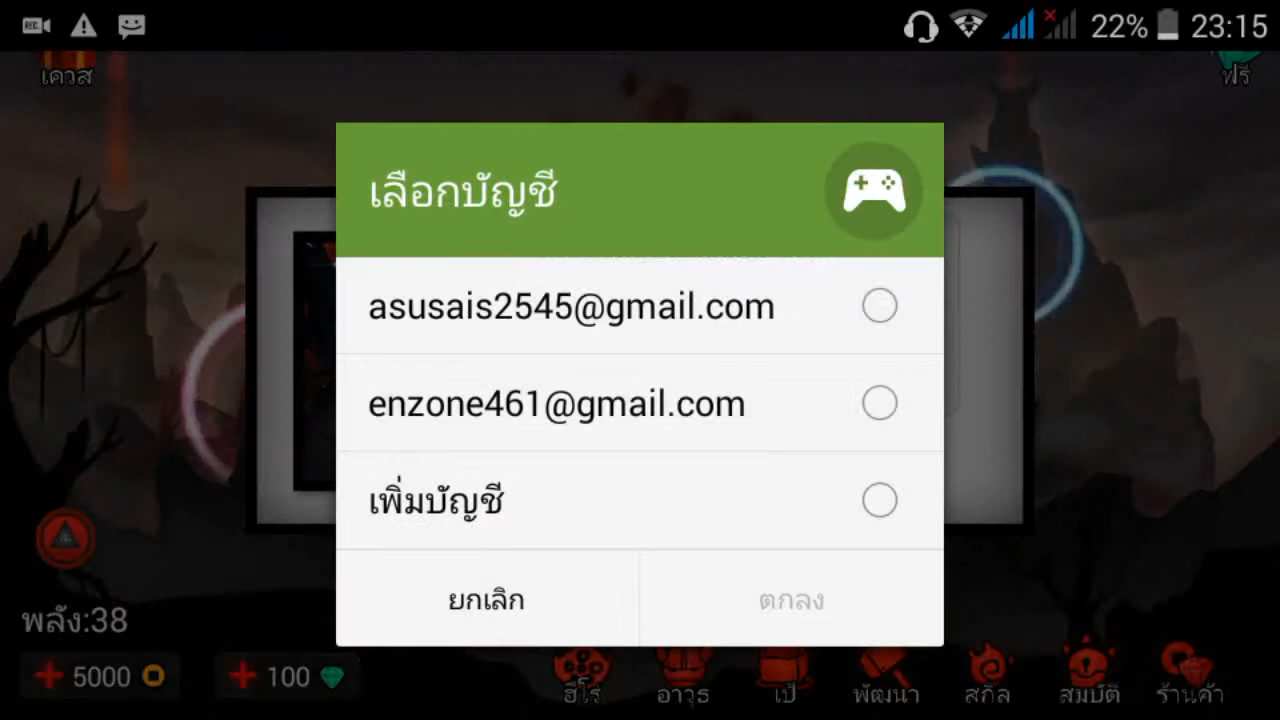 REC
22% 23:15
เควส
ฟรี
เลือกบัญชี
asusais2545@gmail.com
enzone461@gmail.com
เพิ่มบัญชี
ยกเลิก ตกลง
พลัง:38
5000 100
ฮีโร่ อาวุธ เป้ พัฒนา สกิล สมบัติ ร้านค้า